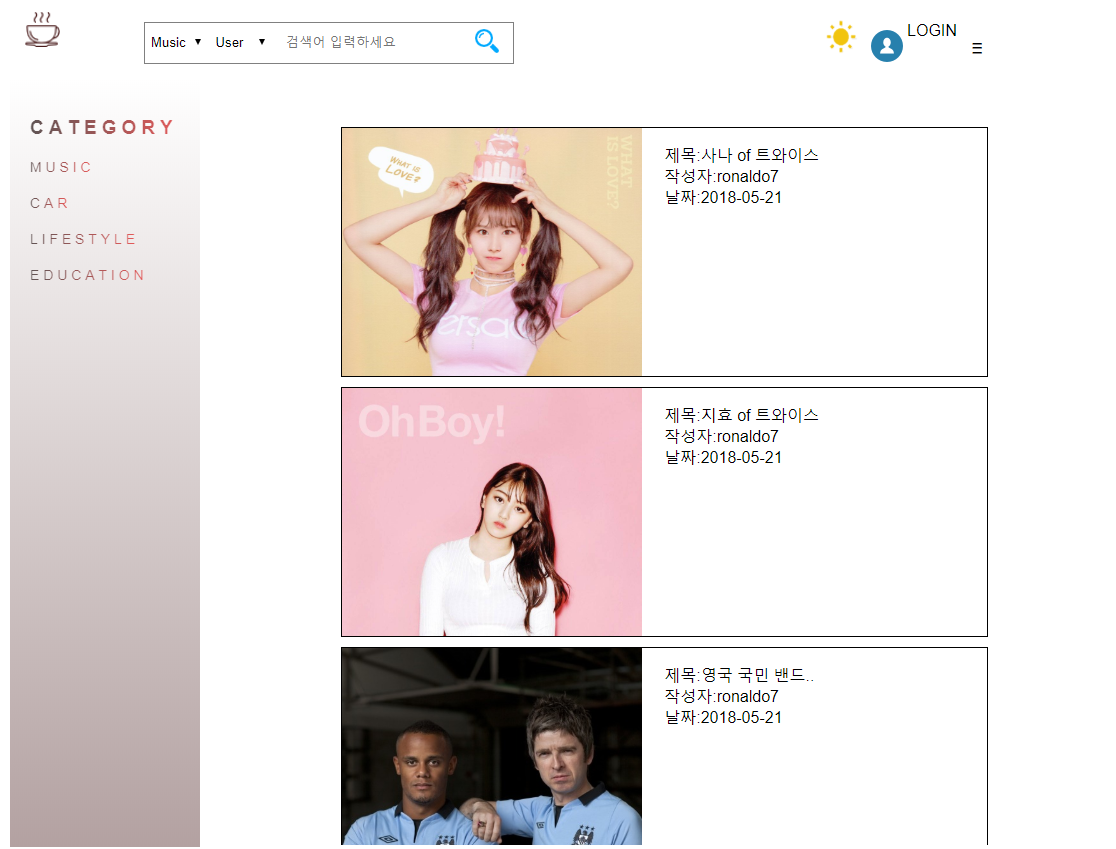 Music ▼ User ▼ 검색어 입력하세요
LOGIN
☰
CATEGORY
MUSIC
CAR
LIFESTYLE
EDUCATION
WHAT IS
LOVE?
WHAT
IS LOVE?
ersa
제목:사나 of 트와이스
작성자:ronaldo7
날짜:2018-05-21
OhBoy!
제목:지효 of 트와이스
작성자:ronaldo7
날짜:2018-05-21
제목:영국 국민 밴드..
작성자:ronaldo7
날짜:2018-05-21